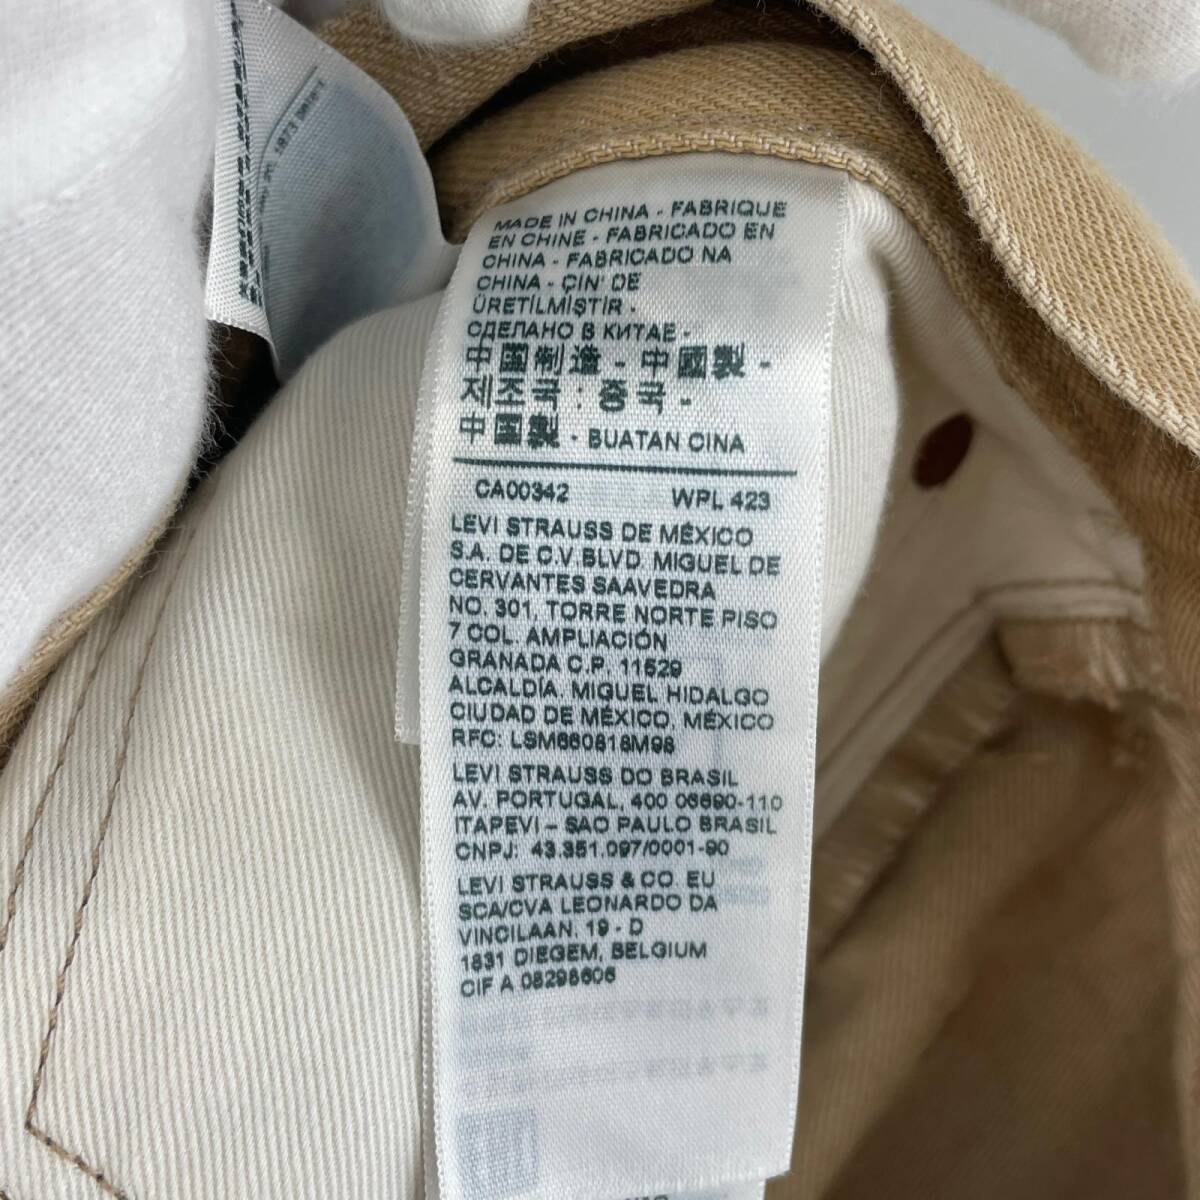 MADE IN CHINA - FABRIQUE
EN CHINE - FABRICADO EN
CHINA - FABRICADO NA
CHINA - ÇIN' DE
ÜRETİLMİŞTİR -
СДЕЛАНО В КИТАЕ -
中国制造 - 中國製 -
제조국 : 중국 -
中国製 - BUATAN CINA
CA00342 WPL 423
LEVI STRAUSS DE MÉXICO
S.A. DE C.V. BLVD. MIGUEL DE
CERVANTES SAAVEDRA
NO. 301, TORRE NORTE PISO
7 COL. AMPLIACIÓN
GRANADA C.P. 11529
ALCALDÍA. MIGUEL HIDALGO
CIUDAD DE MÉXICO, MÉXICO
RFC: LSM660818M98
LEVI STRAUSS DO BRASIL
AV. PORTUGAL, 400 06690-110
ITAPEVI – SAO PAULO BRASIL
CNPJ: 43.351.097/0001-90
LEVI STRAUSS & CO. EU
SCA/CVA LEONARDO DA
VINCILAAN, 19 - D
1831 DIEGEM, BELGIUM
CIF A 08298606